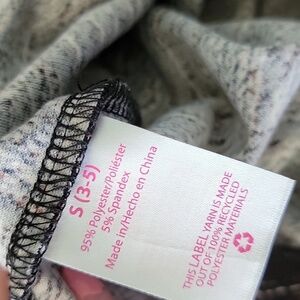 S (3-5)
95% Polyester/Poliéster
5% Spandex
Made in/Hecho en China
THIS LABEL YARN IS MADE
OUT OF 100% RECYCLED
POLYESTER MATERIALS